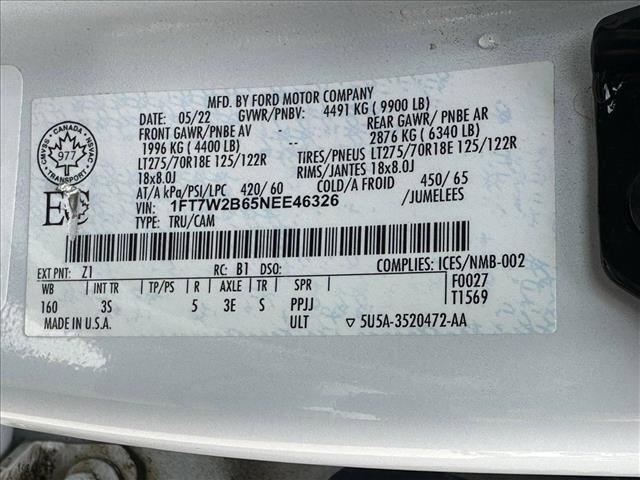 MFD. BY FORD MOTOR COMPANY
DATE: 05/22 GVWR/PNBV: 4491 KG ( 9900 LB)
FRONT GAWR/PNBE AV REAR GAWR/ PNBE AR
1996 KG ( 4400 LB) 2876 KG ( 6340 LB)
LT275/70R18E 125/122R TIRES/PNEUS LT275/70R18E 125/122R
18x8.0J RIMS/JANTES 18x8.0J
AT/A kPa/PSI/LPC 420/ 60 COLD/A FROID 450/ 65
VIN: 1FT7W2B65NEE46326 /JUMELEES
TYPE: TRU/CAM
CANADA
977
TRANSPORT
EXT PNT: Z1 RC: B1 DSO: COMPLIES: ICES/NMB-002
WB INT TR TP/PS R AXLE TR SPR F0027
160 3S 5 3E S PPJJ T1569
MADE IN U.S.A. ULT ▽ 5U5A-3520472-AA